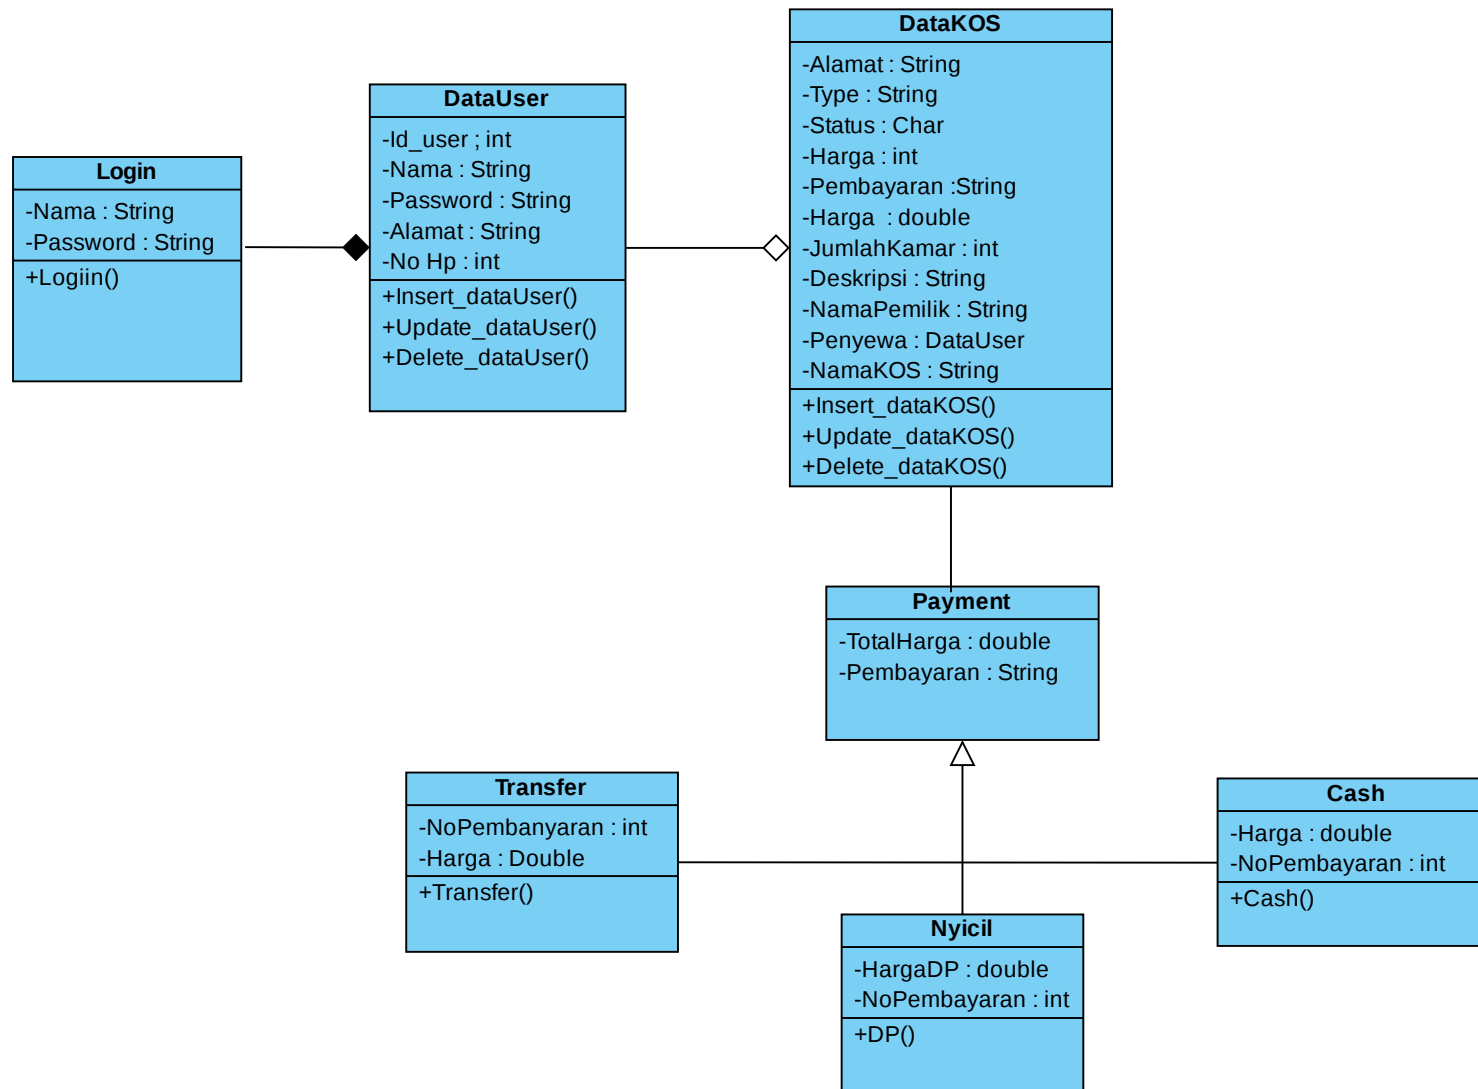 Login
-Nama : String
-Password : String
+Logiin()
DataUser
-Id_user ; int
-Nama : String
-Password : String
-Alamat : String
-No Hp : int
+Insert_dataUser()
+Update_dataUser()
+Delete_dataUser()
DataKOS
-Alamat : String
-Type : String
-Status : Char
-Harga : int
-Pembayaran :String
-Harga : double
-JumlahKamar : int
-Deskripsi : String
-NamaPemilik : String
-Penyewa : DataUser
-NamaKOS : String
+Insert_dataKOS()
+Update_dataKOS()
+Delete_dataKOS()
Payment
-TotalHarga : double
-Pembayaran : String
Transfer
-NoPembanyaran : int
-Harga : Double
+Transfer()
Nyicil
-HargaDP : double
-NoPembayaran : int
+DP()
Cash
-Harga : double
-NoPembayaran : int
+Cash()